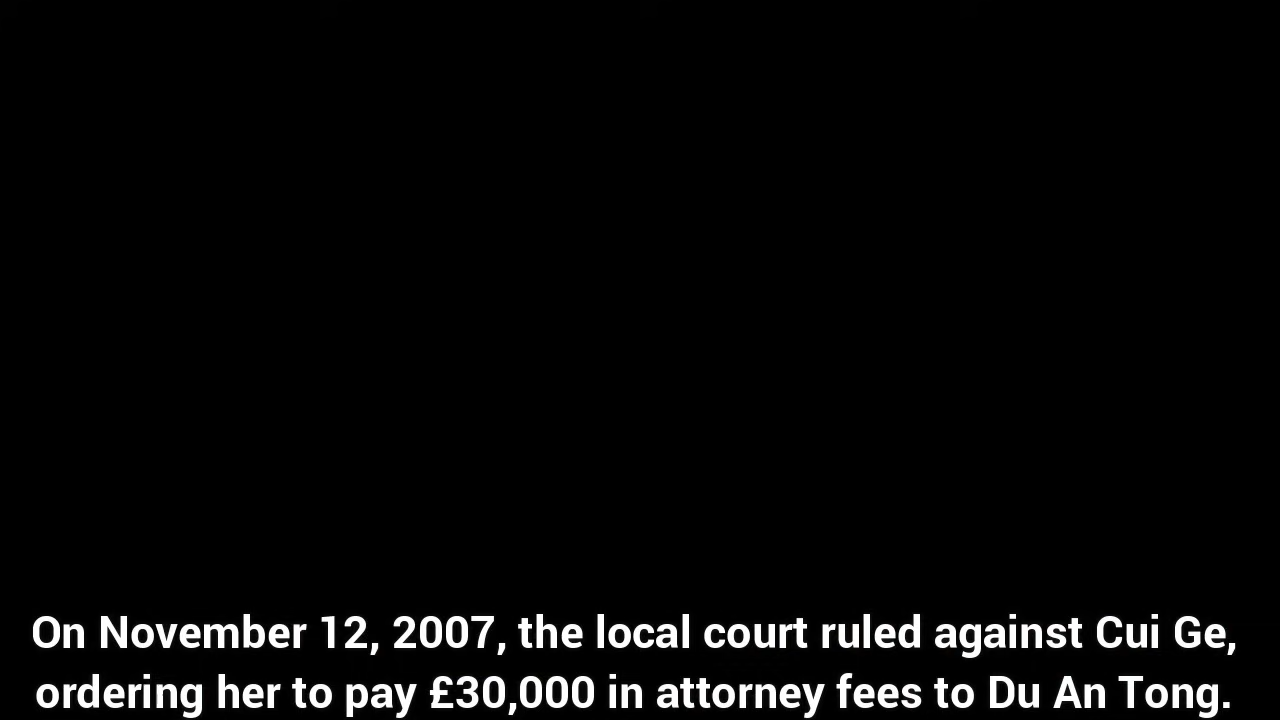 On November 12, 2007, the local court ruled against Cui Ge,
ordering her to pay £30,000 in attorney fees to Du An Tong.